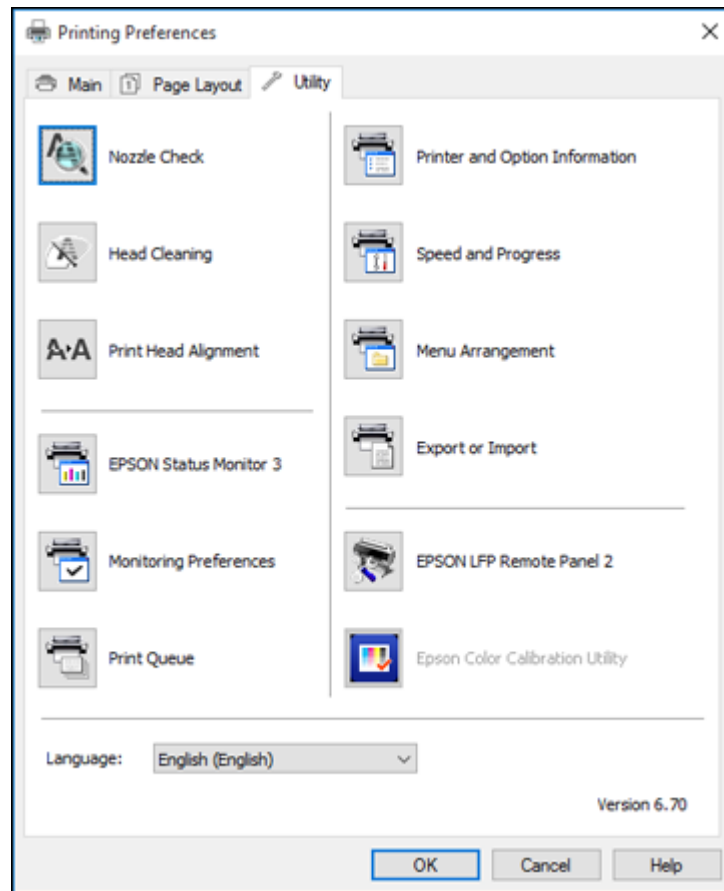 Printing Preferences
Main
Page Layout
Utility
Nozzle Check
Head Cleaning
A▸A
Print Head Alignment
EPSON Status Monitor 3
Monitoring Preferences
Print Queue
Printer and Option Information
Speed and Progress
Menu Arrangement
Export or Import
EPSON LFP Remote Panel 2
Epson Color Calibration Utility
Language: English (English)
Version 6.70
OK Cancel Help